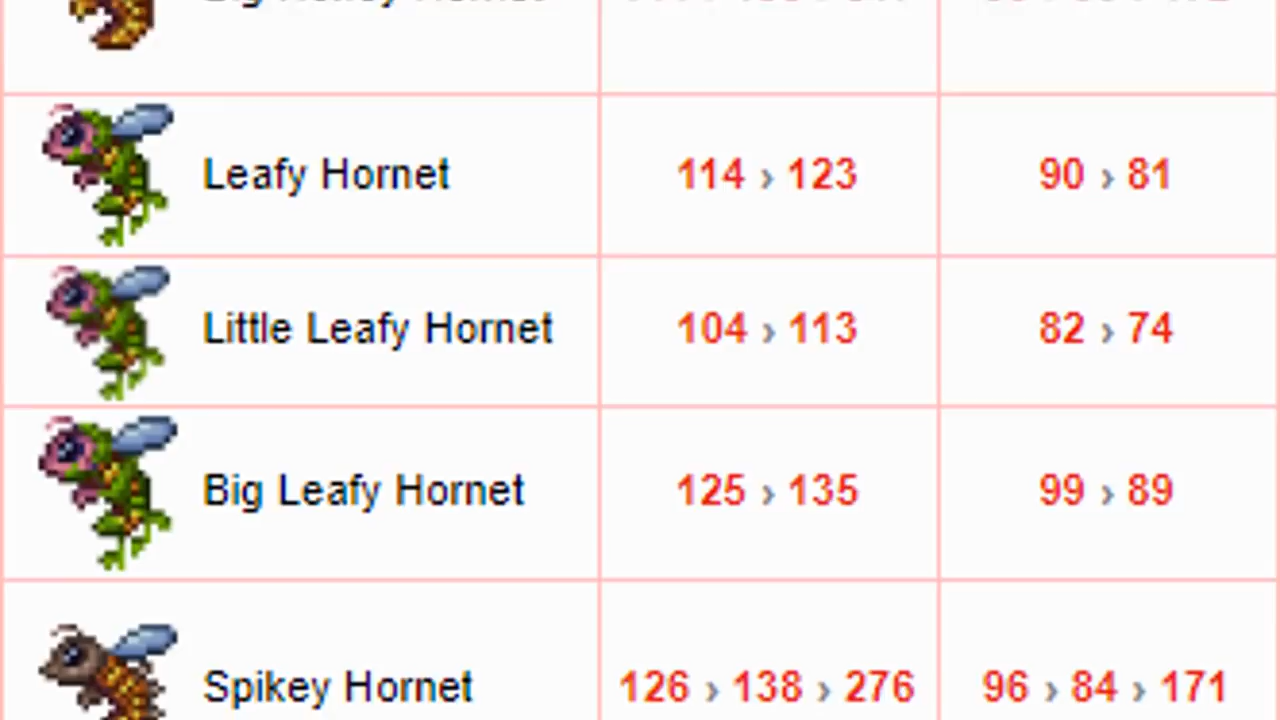 Leafy Hornet 114 › 123 90 › 81
Little Leafy Hornet 104 › 113 82 › 74
Big Leafy Hornet 125 › 135 99 › 89
Spikey Hornet 126 › 138 › 276 96 › 84 › 171